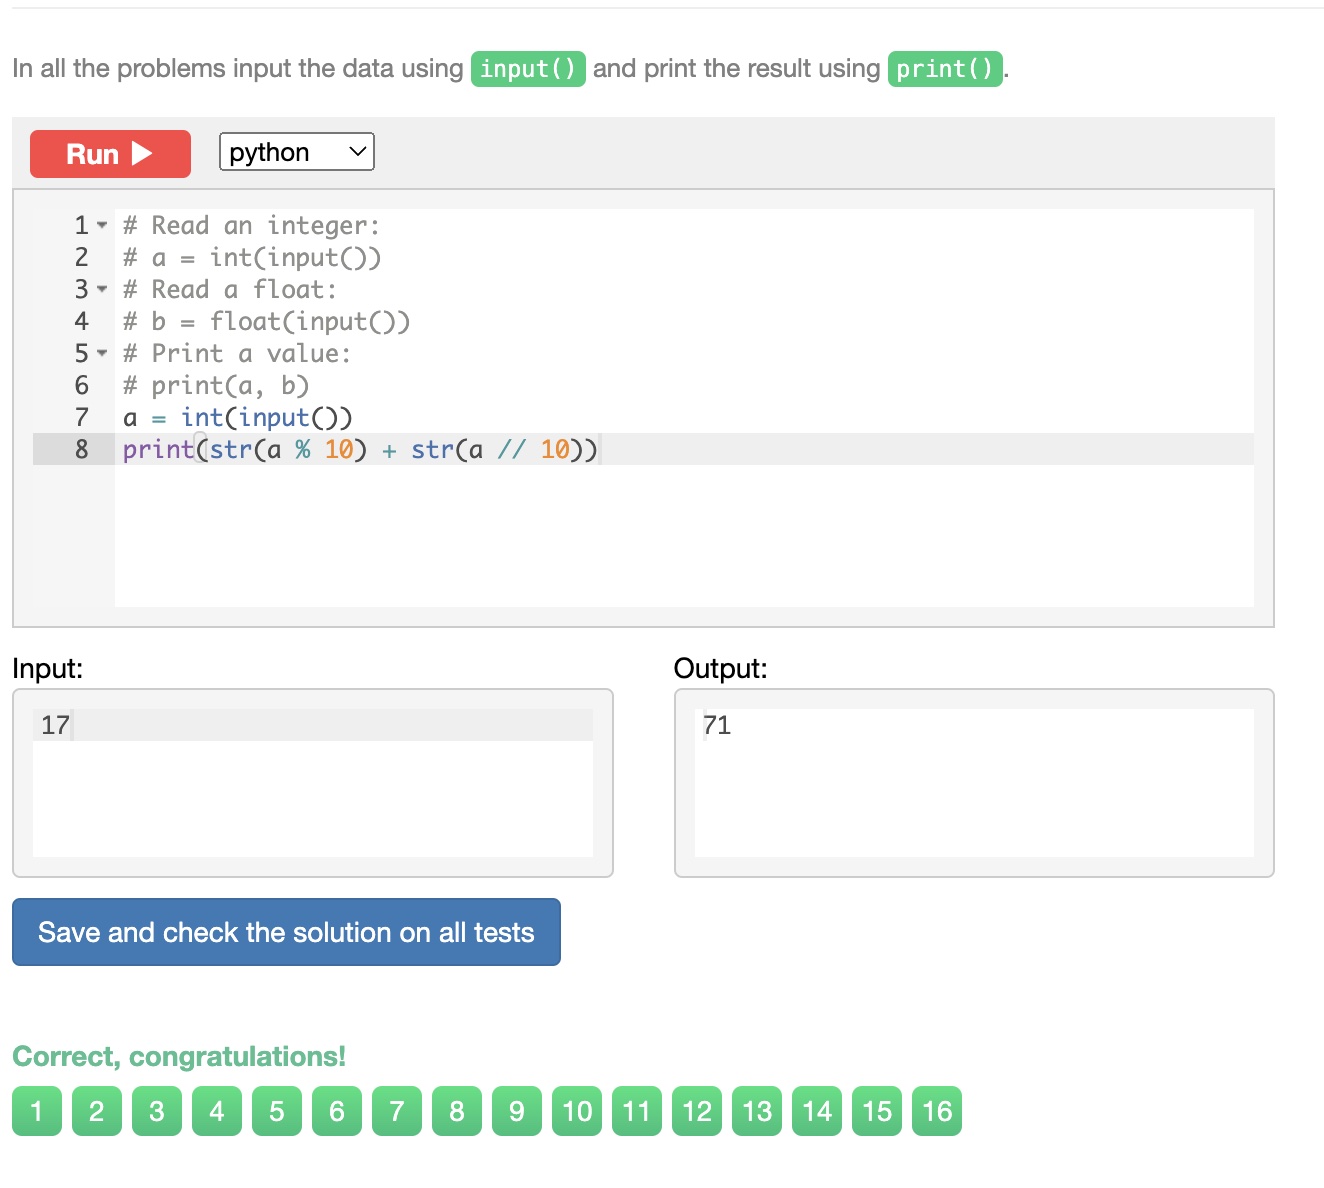 In all the problems input the data using input() and print the result using print().
Run
python
1 # Read an integer:
2 # a = int(input())
3 # Read a float:
4 # b = float(input())
5 # Print a value:
6 # print(a, b)
7 a = int(input())
8 print(str(a % 10) + str(a // 10))
Input: Output:
17 71
Save and check the solution on all tests
Correct, congratulations!
1 2 3 4 5 6 7 8 9 10 11 12 13 14 15 16